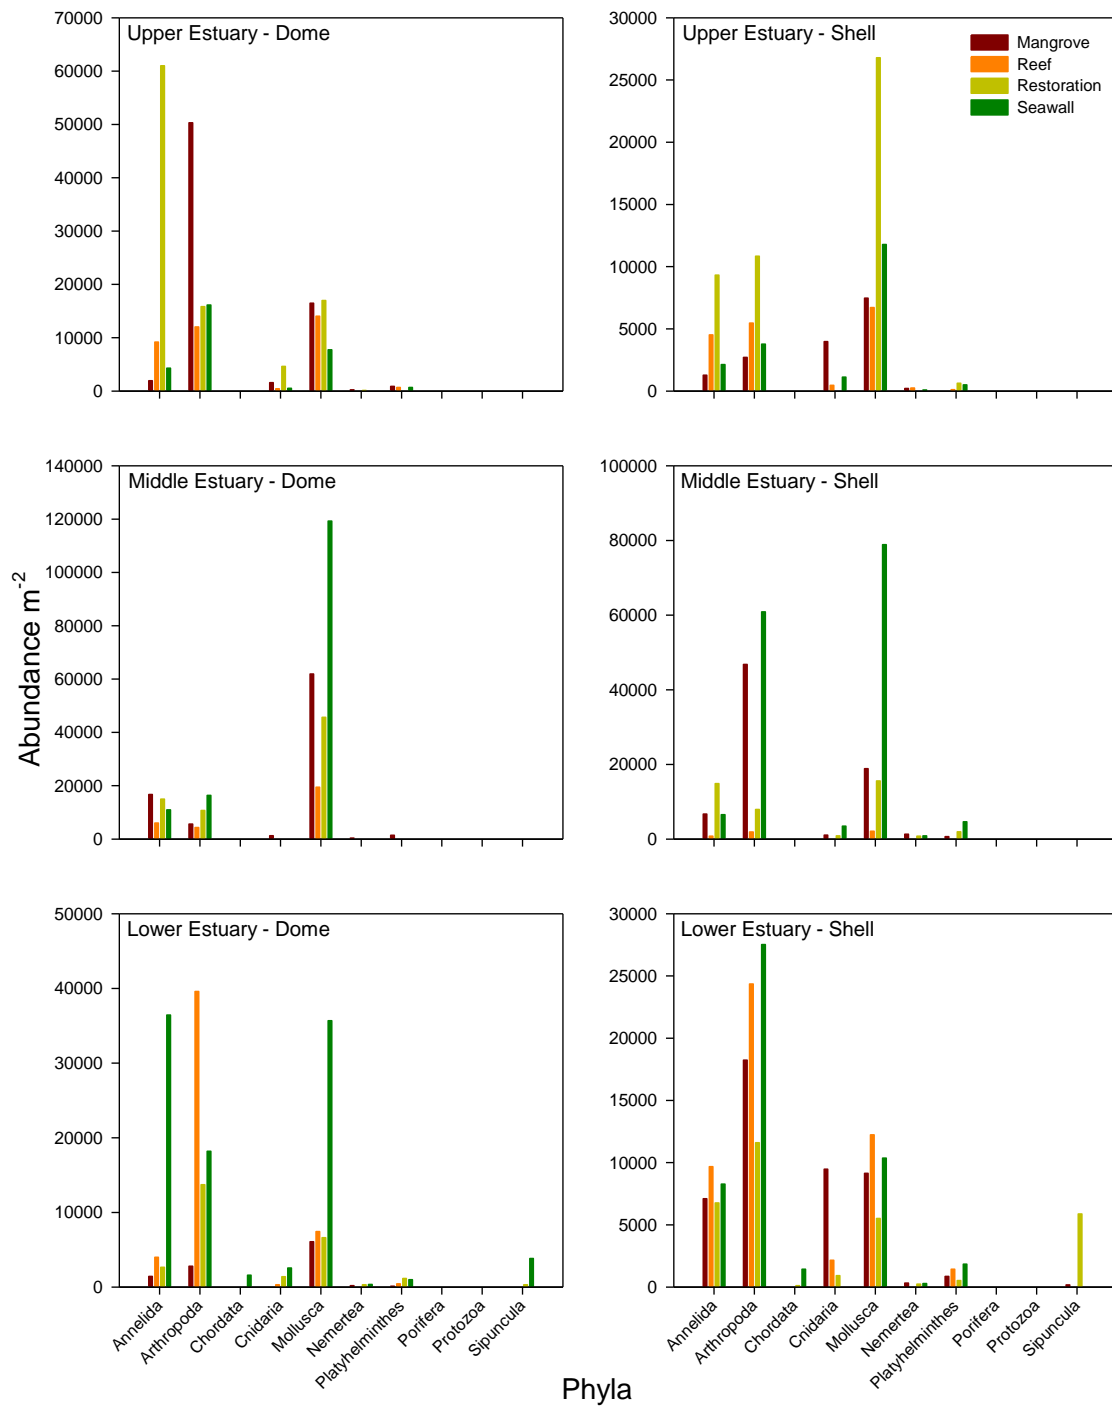 Upper Estuary - Dome
70000
60000
50000
40000
30000
20000
10000
0
Upper Estuary - Shell
30000
25000
20000
15000
10000
5000
0
Mangrove
Reef
Restoration
Seawall
Middle Estuary - Dome
140000
120000
100000
80000
60000
40000
20000
0
Middle Estuary - Shell
100000
80000
60000
40000
20000
0
Abundance m-2
Lower Estuary - Dome
50000
40000
30000
20000
10000
0
Lower Estuary - Shell
30000
25000
20000
15000
10000
5000
0
Annelida
Arthropoda
Chordata
Cnidaria
Mollusca
Nemertea
Platyhelminthes
Porifera
Protozoa
Sipuncula
Annelida
Arthropoda
Chordata
Cnidaria
Mollusca
Nemertea
Platyhelminthes
Porifera
Protozoa
Sipuncula
Phyla